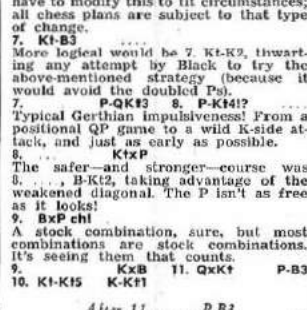 have to modify this to fit circumstances;
all chess plans are subject to that type
of change.
7. Kt-B3 ....
More logical would be 7. Kt-K2, thwart-
ing any attempt by Black to try the
above-mentioned strategy (because it
would avoid the doubled Ps).
7. P-QKt3 8. P-Kt4!? ....
Typical Gerthian impulsiveness! From a
positional QP game to a wild K-side at-
tack, and just as early as possible.
8. ... KtxP
The safer—and stronger—course was
8. ...., B-Kt2, taking advantage of the
weakened diagonal. The P isn't as free
as it looks!
9. BxP ch!
A stock combination, sure, but most
combinations are stock combinations.
It's seeing them that counts.
9. KxB 11. QxKt P-B3
10. Kt-Kt5 K-Kt1
After 11. .... P-B3